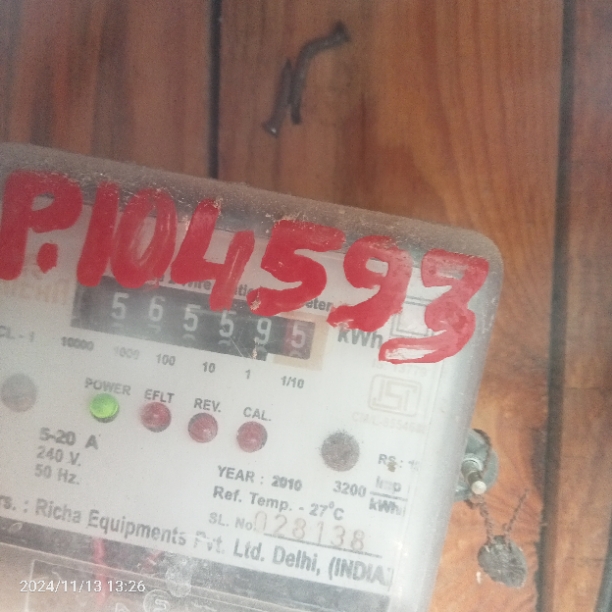 P.104593
5 6 5 5 9 5 kWh
CL - 1 10000 1000 100 10 1 1/10
POWER EFLT REV. CAL.
5-20 A
240 V.
50 Hz.
YEAR : 2010 3200 Imp
kWh
Ref. Temp. - 27°C
SL. No. 028138
Richa Equipments Pvt. Ltd. Delhi, (INDIA)
2024/11/13 13:26